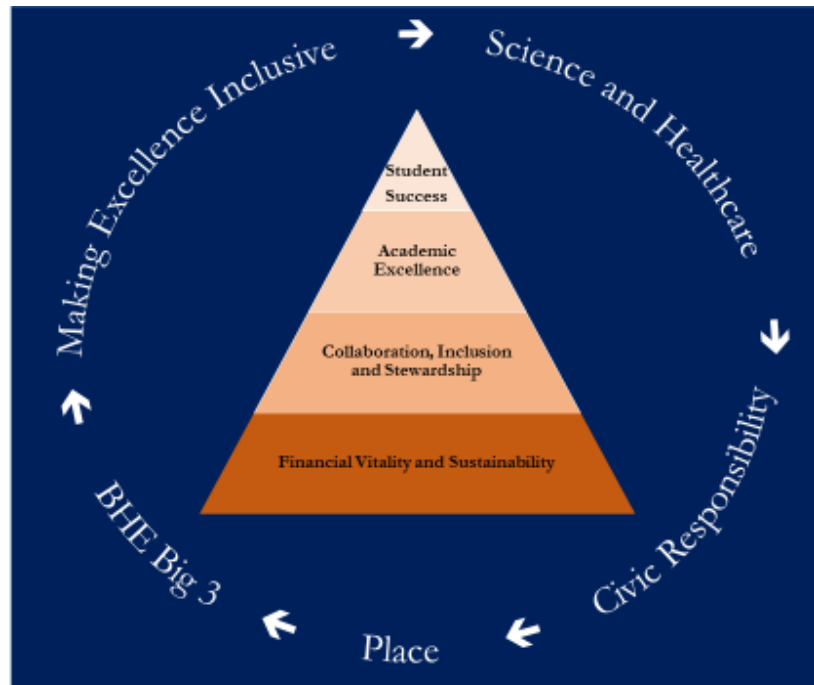 Making Excellence Inclusive
Science and Healthcare
Civic Responsibility
Place
BHE Big 3
Student
Success
Academic
Excellence
Collaboration, Inclusion
and Stewardship
Financial Vitality and Sustainability